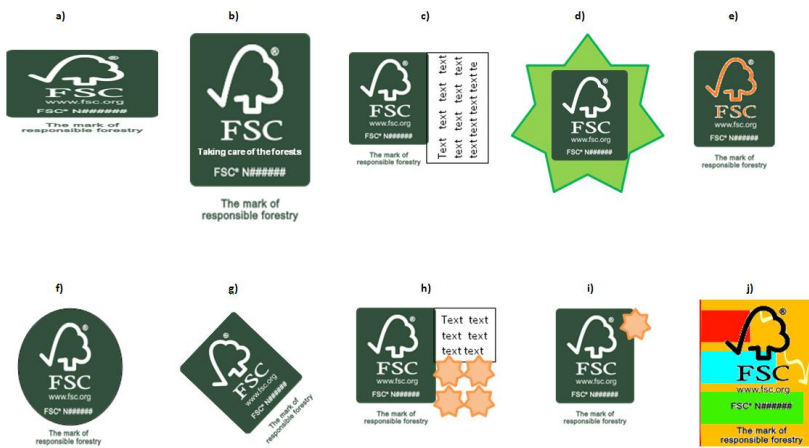 a)
FSC
www.fsc.org
FSC® N######
The mark of
responsible forestry
b)
®
FSC
Taking care of the forests
FSC® N######
The mark of
responsible forestry
c)
®
FSC
www.fsc.org
FSC® N######
The mark of
responsible forestry
Text text text text text
text text text text
text text text text te
d)
®
FSC
www.fsc.org
FSC® N######
e)
®
FSC
www.fsc.org
FSC® N######
The mark of
responsible forestry
f)
®
FSC
www.fsc.org
FSC® N######
The mark of
responsible forestry
g)
®
FSC
www.fsc.org
FSC® N######
The mark of
responsible forestry
h)
®
FSC
www.fsc.org
FSC® N######
The mark of
responsible forestry
Text text
text text
text text
i)
®
FSC
www.fsc.org
FSC® N######
The mark of
responsible forestry
j)
®
FSC
www.fsc.org
FSC® N######
The mark of
responsible forestry